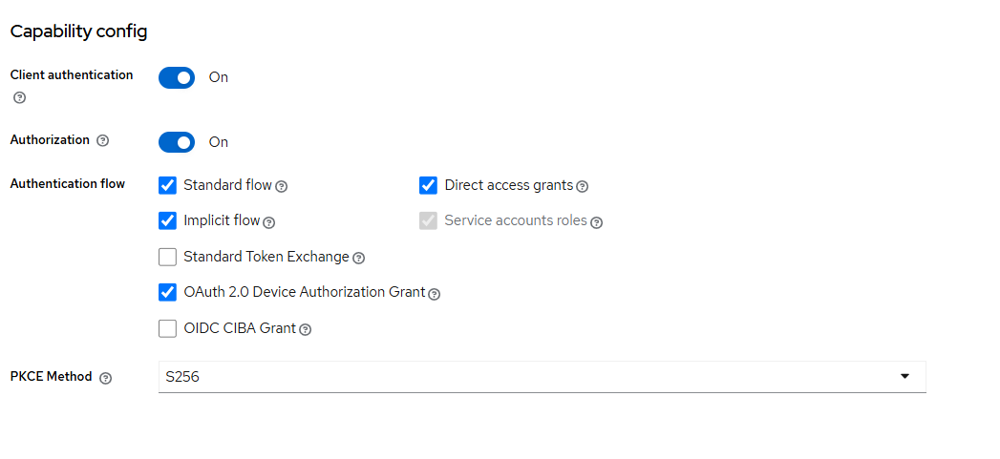 Capability config
Client authentication
On
Authorization
On
Authentication flow
Standard flow
Direct access grants
Implicit flow
Service accounts roles
Standard Token Exchange
OAuth 2.0 Device Authorization Grant
OIDC CIBA Grant
PKCE Method
S256